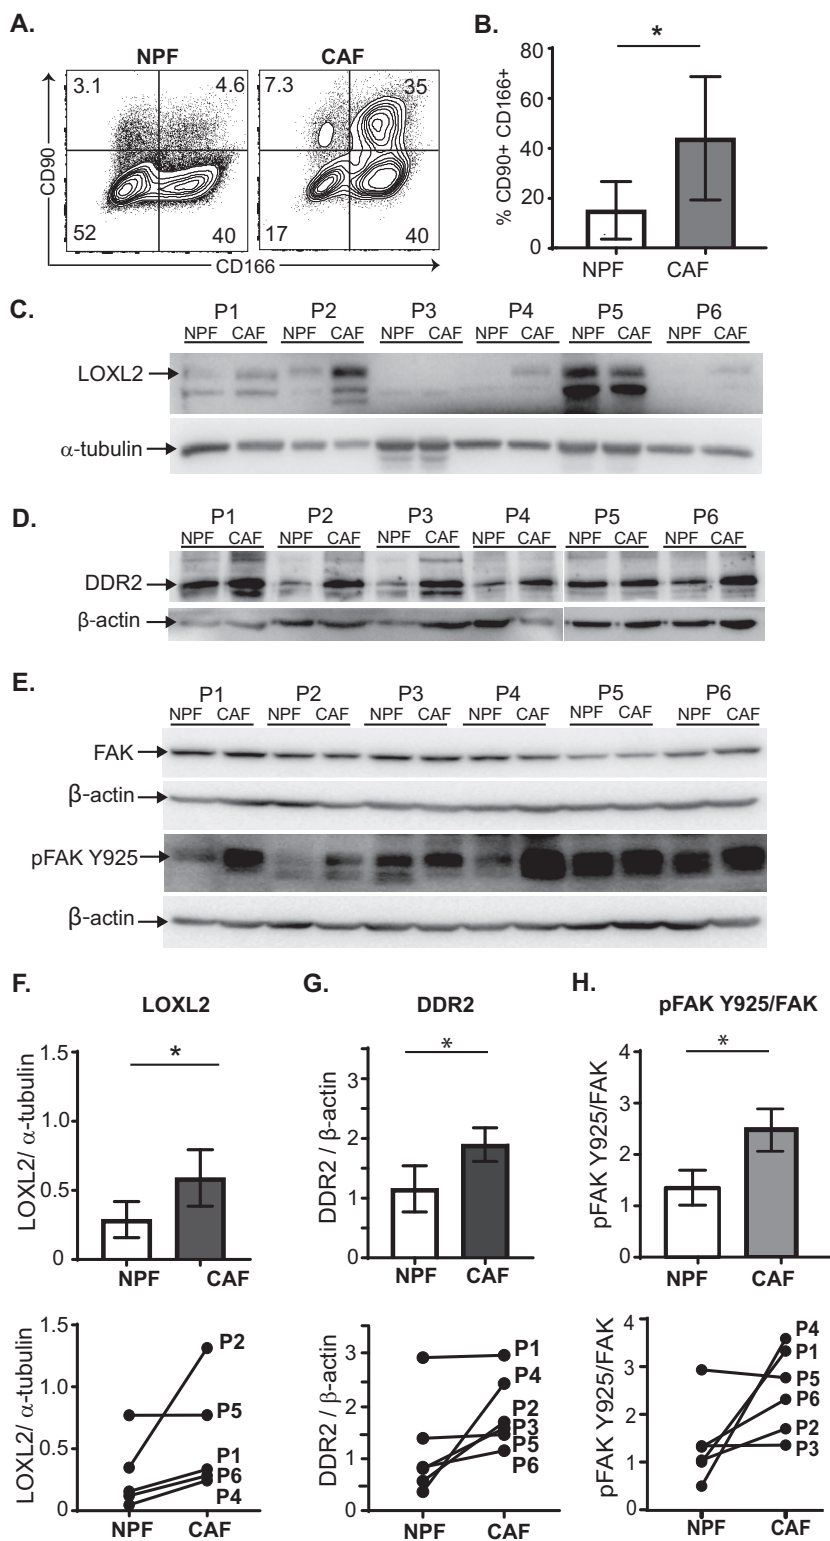 A.
NPF
CAF
3.1
4.6
7.3
35
CD90
52
40
17
40
CD166
B.
*
80
60
40
20
0
% CD90+ CD166+
NPF
CAF
C.
P1 P2 P3 P4 P5 P6
NPF CAF NPF CAF NPF CAF NPF CAF NPF CAF NPF CAF
LOXL2
α-tubulin
D.
P1 P2 P3 P4 P5 P6
NPF CAF NPF CAF NPF CAF NPF CAF NPF CAF NPF CAF
DDR2
β-actin
E.
P1 P2 P3 P4 P5 P6
NPF CAF NPF CAF NPF CAF NPF CAF NPF CAF NPF CAF
FAK
β-actin
pFAK Y925
β-actin
F.
LOXL2
*
1.5
1.0
0.5
0
LOXL2/ α-tubulin
NPF
CAF
1.5
1.0
0.5
0
LOXL2/ α-tubulin
P2
P5
P1
P6
P4
NPF
CAF
G.
DDR2
*
3
2
1
0
DDR2 / β-actin
NPF
CAF
3
2
1
0
DDR2 / β-actin
P1
P4
P2
P3
P5
P6
NPF
CAF
H.
pFAK Y925/FAK
*
4
3
2
1
0
pFAK Y925/FAK
NPF
CAF
4
3
2
1
0
pFAK Y925/FAK
P4
P1
P5
P6
P2
P3
NPF
CAF